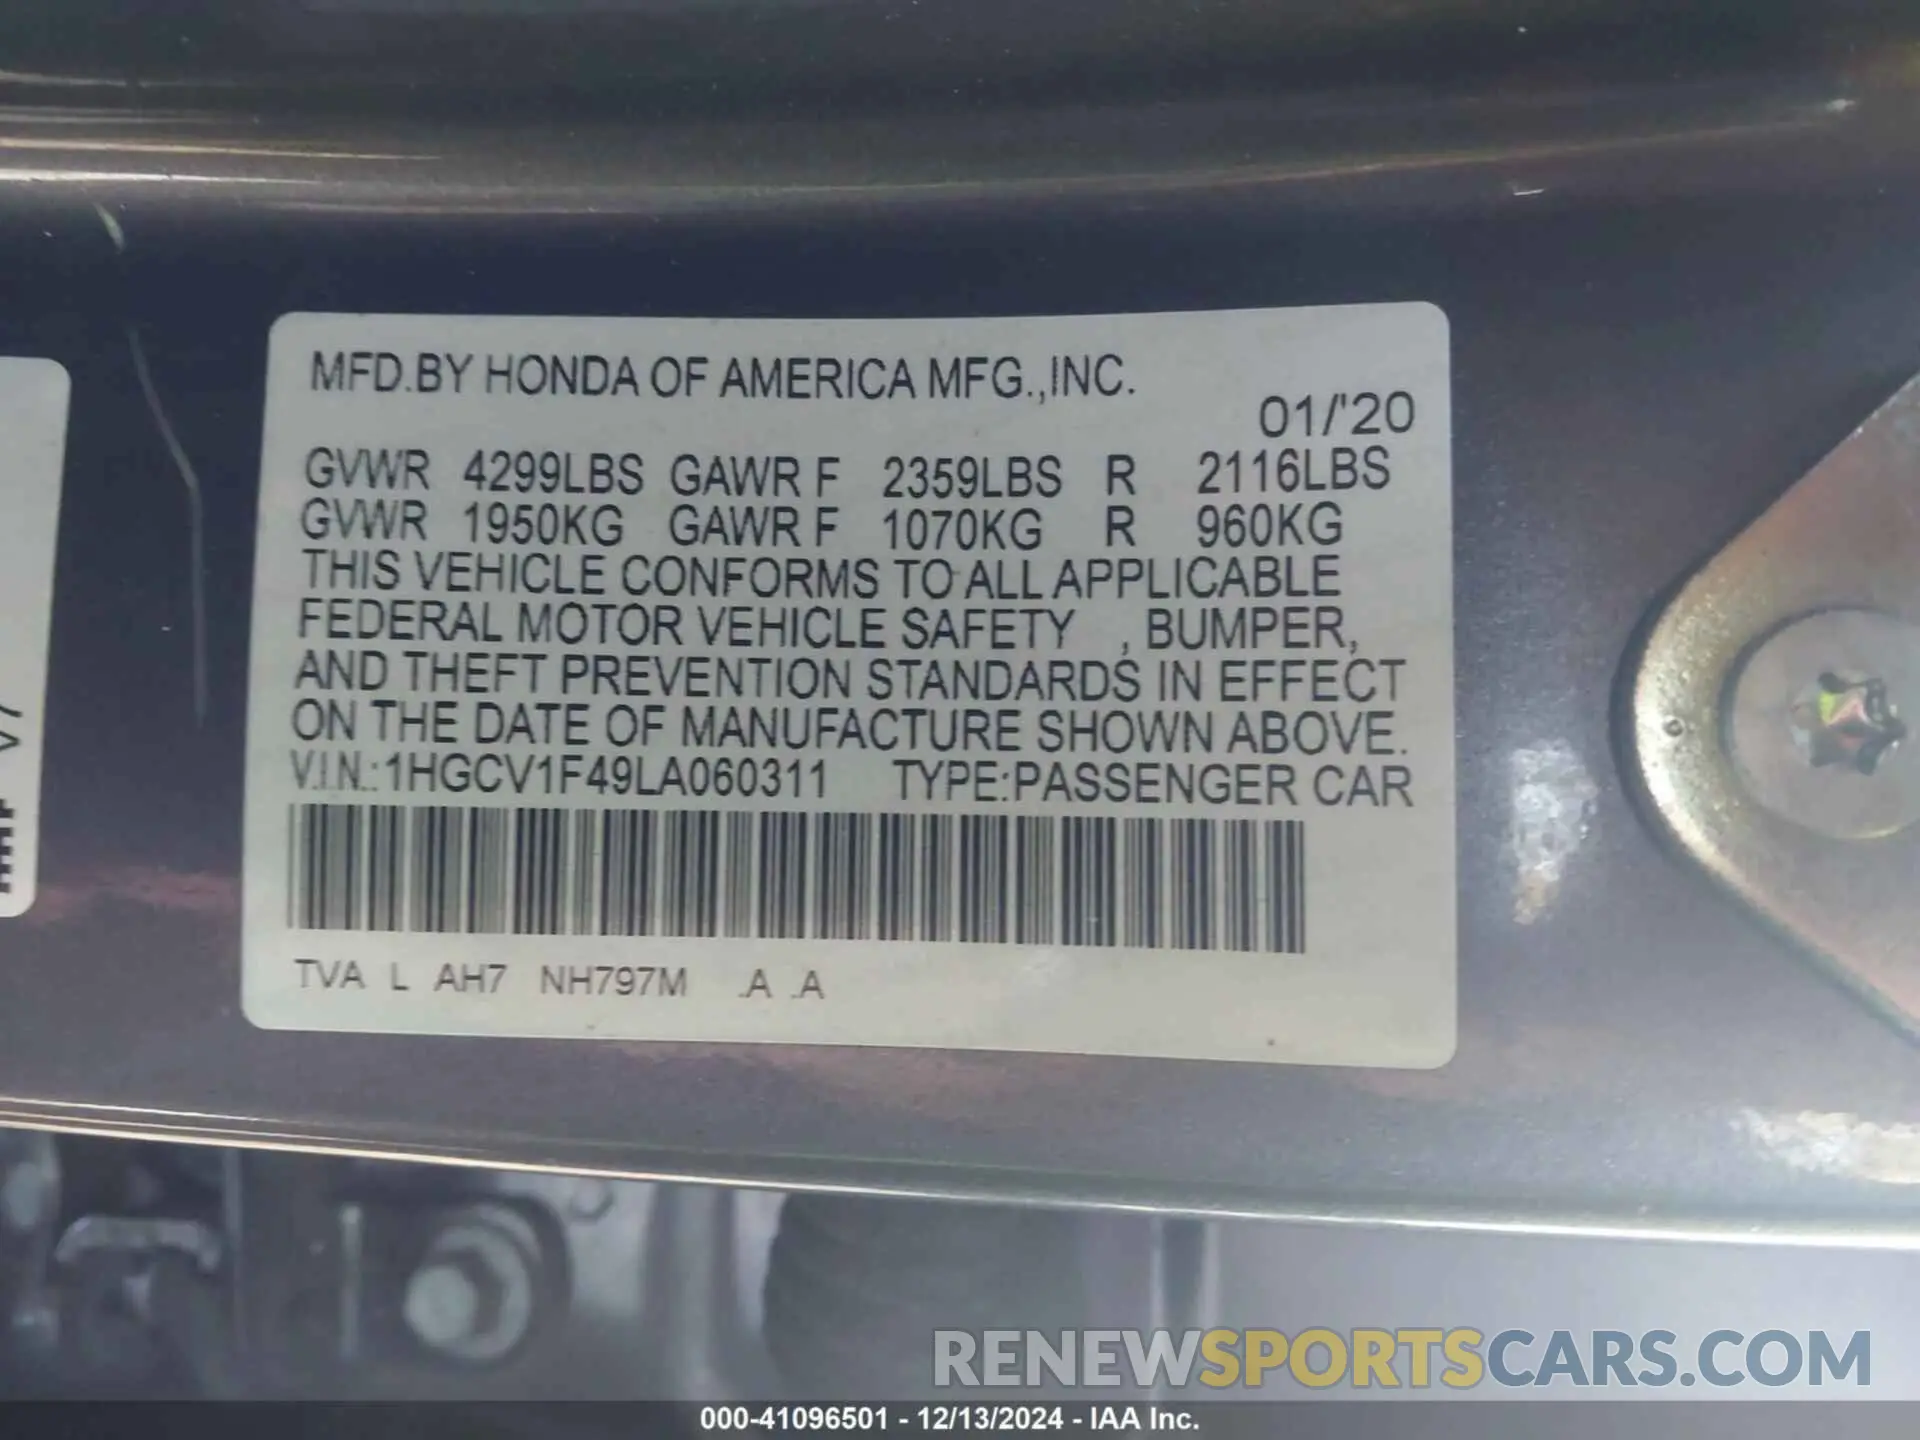 MFD.BY HONDA OF AMERICA MFG.,INC.
01/'20
GVWR 4299LBS GAWR F 2359LBS R 2116LBS
GVWR 1950KG GAWR F 1070KG R 960KG
THIS VEHICLE CONFORMS TO ALL APPLICABLE
FEDERAL MOTOR VEHICLE SAFETY , BUMPER,
AND THEFT PREVENTION STANDARDS IN EFFECT
ON THE DATE OF MANUFACTURE SHOWN ABOVE.
V.I.N.:1HGCV1F49LA060311 TYPE:PASSENGER CAR
TVA L AH7 NH797M .A .A
V7
RENEWSPORTSCARS.COM
000-41096501 - 12/13/2024 - IAA Inc.